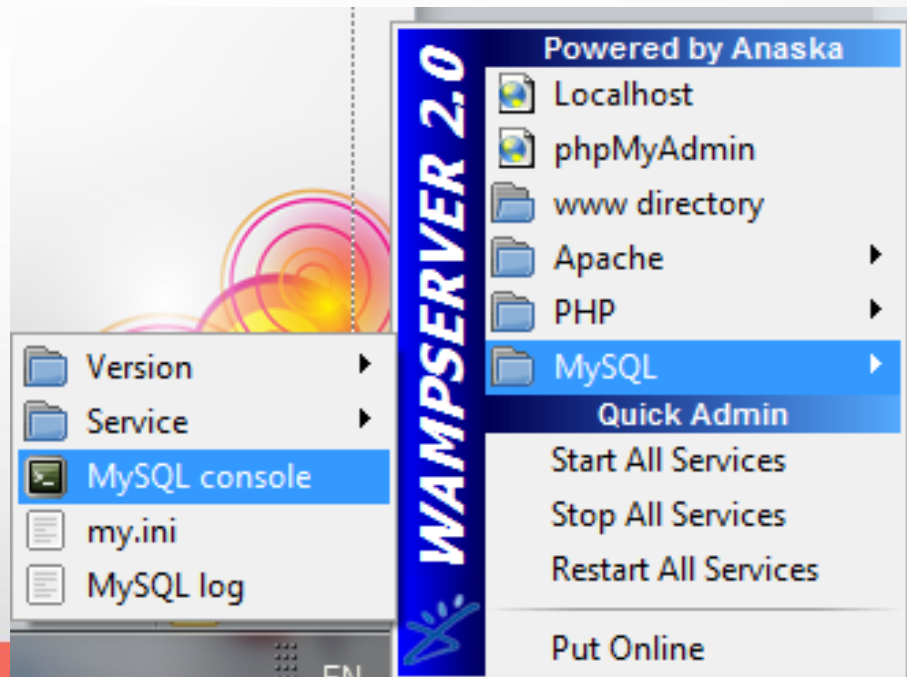 WAMPSERVER 2.0
Powered by Anaska
Localhost
phpMyAdmin
www directory
Apache
PHP
MySQL
Quick Admin
Start All Services
Stop All Services
Restart All Services
Put Online
Version
Service
MySQL console
my.ini
MySQL log
EN